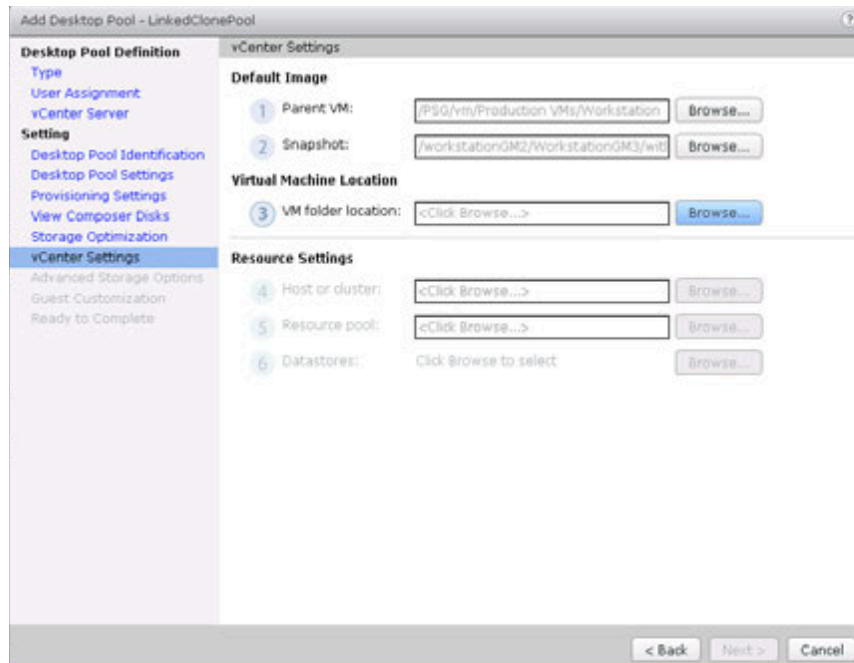 Add Desktop Pool - LinkedClonePool
?
Desktop Pool Definition
Type
User Assignment
vCenter Server
Setting
Desktop Pool Identification
Desktop Pool Settings
Provisioning Settings
View Composer Disks
Storage Optimization
vCenter Settings
Advanced Storage Options
Guest Customization
Ready to Complete
vCenter Settings
Default Image
1 Parent VM: /PSG/vm/Production VMs/Workstation Browse...
2 Snapshot: /workstationGM2/WorkstationGM3/witl Browse...
Virtual Machine Location
3 VM folder location: <Click Browse...> Browse...
Resource Settings
4 Host or cluster: <Click Browse...> Browse...
5 Resource pool: <Click Browse...> Browse...
6 Datastores: Click Browse to select Browse...
< Back Next > Cancel